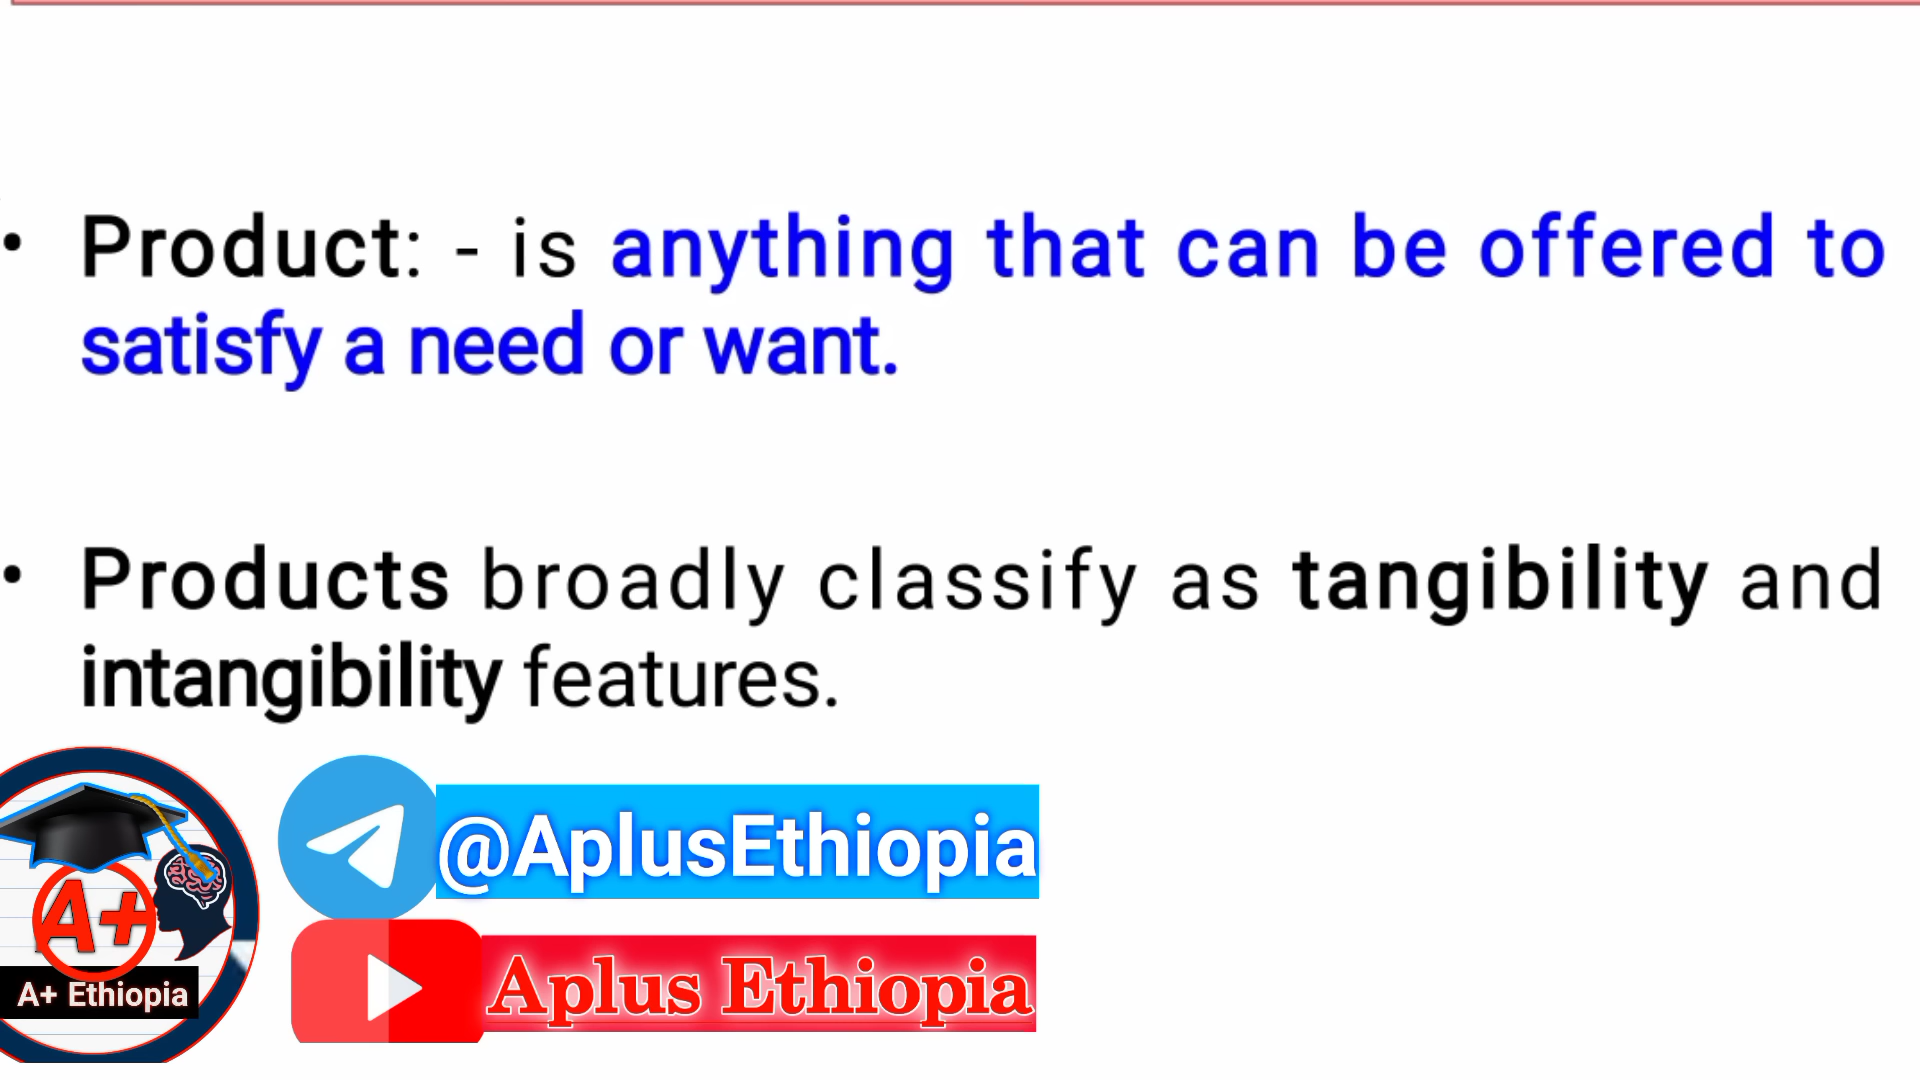 • Product: - is anything that can be offered to
satisfy a need or want.
• Products broadly classify as tangibility and
intangibility features.
@AplusEthiopia
A+
A+ Ethiopia
Aplus Ethiopia